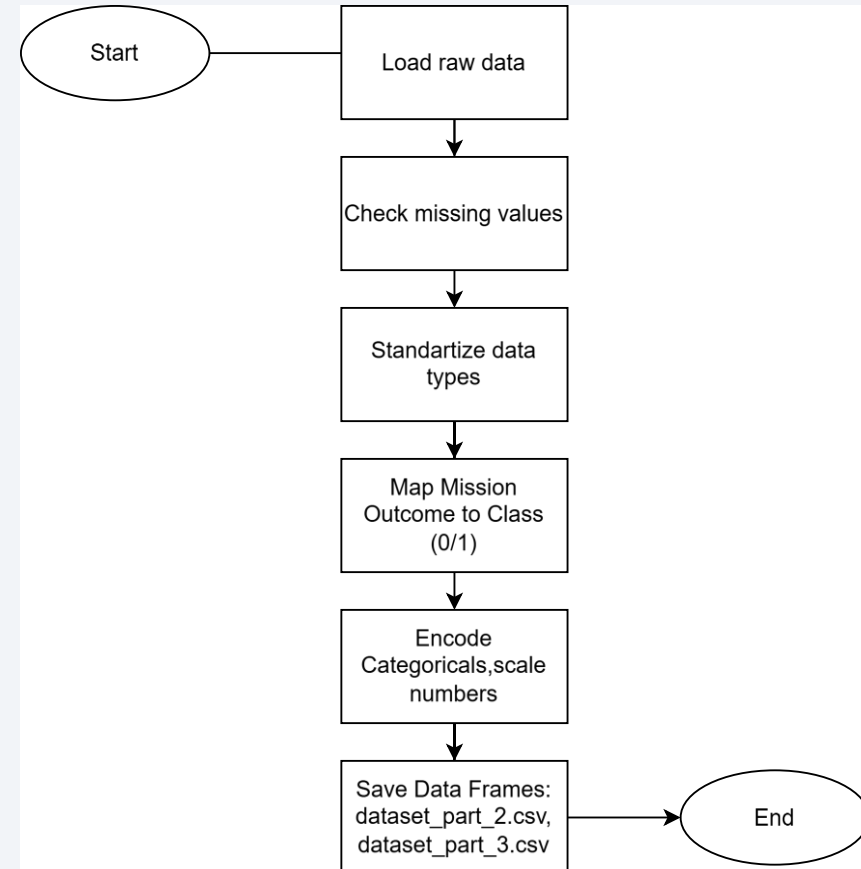 Start
Load raw data
Check missing values
Standartize data
types
Map Mission
Outcome to Class
(0/1)
Encode
Categoricals,scale
numbers
Save Data Frames:
dataset_part_2.csv,
dataset_part_3.csv
End